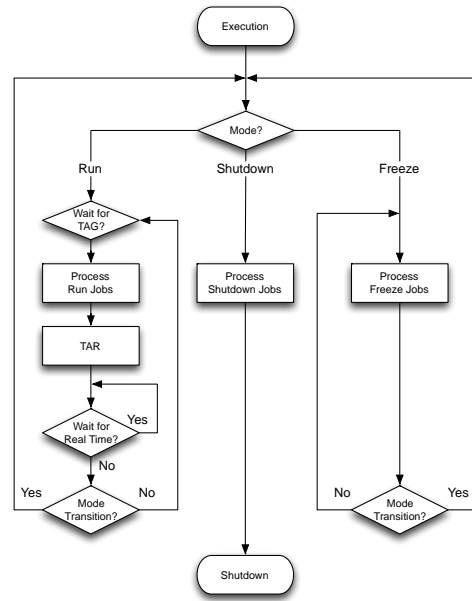 Execution
Mode?
Run
Shutdown
Freeze
Wait for
TAG?
Process
Run Jobs
Process
Shutdown Jobs
Process
Freeze Jobs
TAR
Wait for
Real Time?
Yes
No
Yes
No
Mode
Transition?
No
Yes
Mode
Transition?
Shutdown